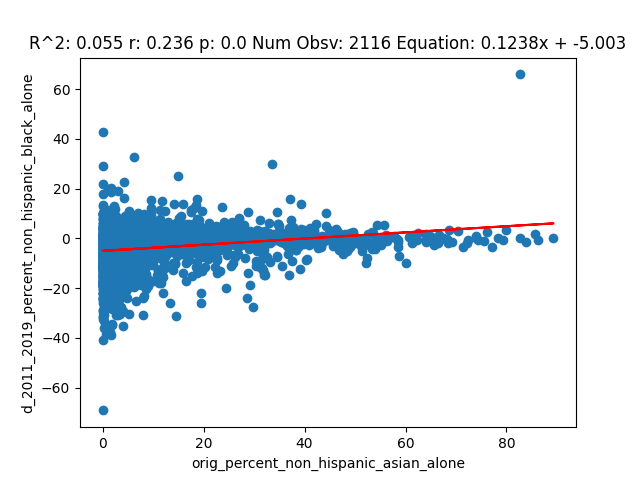 R^2: 0.055 r: 0.236 p: 0.0 Num Obsv: 2116 Equation: 0.1238x + -5.003
d_2011_2019_percent_non_hispanic_black_alone
60
40
20
0
−20
−40
−60
0 20 40 60 80
orig_percent_non_hispanic_asian_alone